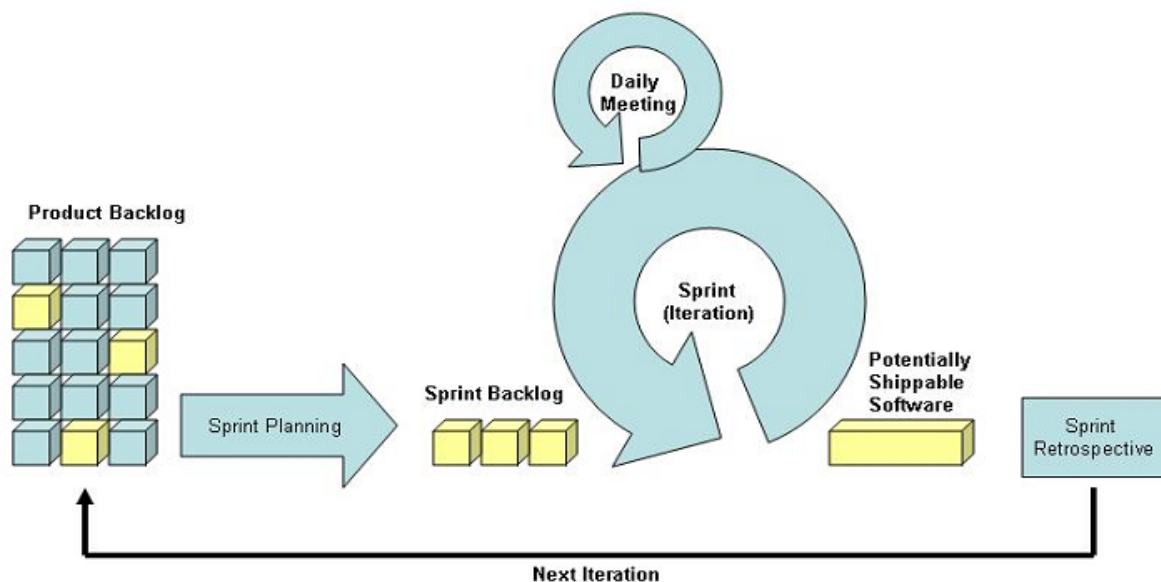 Daily
Meeting
Product Backlog
Sprint
(Iteration)
Sprint Planning
Sprint Backlog
Potentially
Shippable
Software
Sprint
Retrospective
Next Iteration